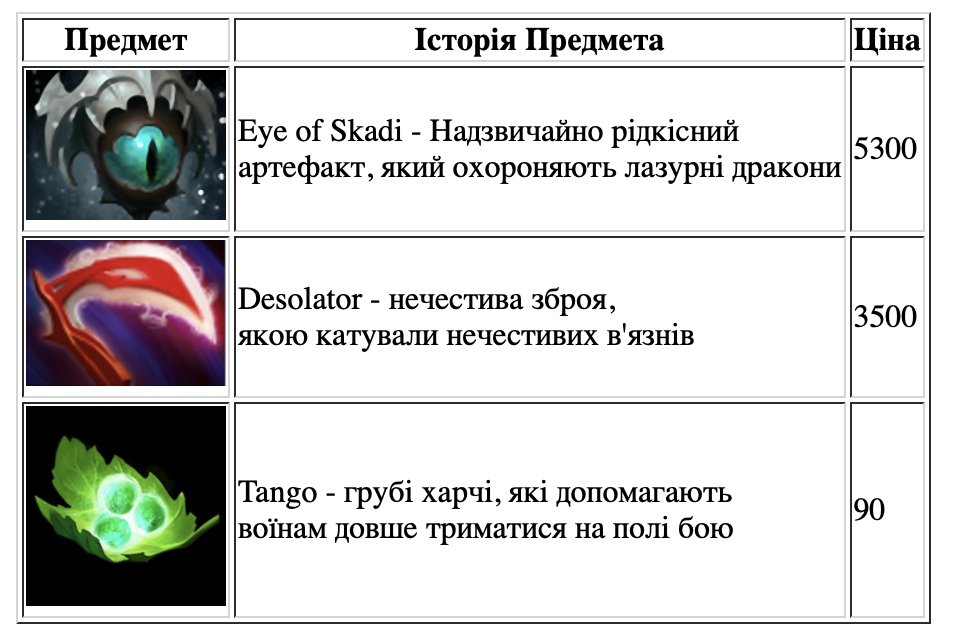 Предмет Історія Предмета Ціна
Eye of Skadi - Надзвичайно рідкісний
артефакт, який охороняють лазурні дракони
5300
Desolator - нечестива зброя,
якою катували нечестивих в'язнів
3500
Tango - грубі харчі, які допомагають
воїнам довше триматися на полі бою
90